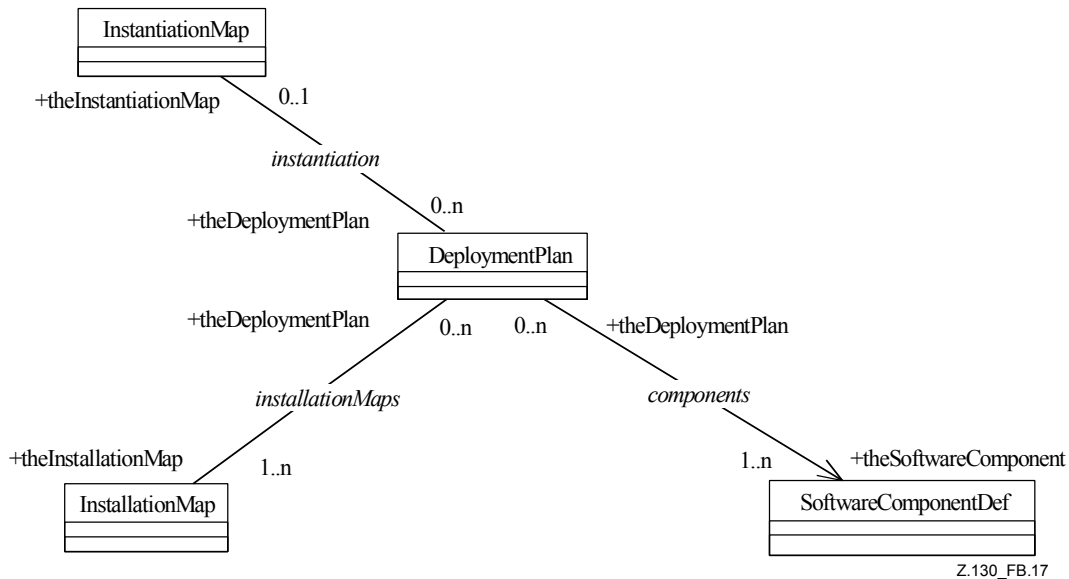 InstantiationMap
+theInstantiationMap
0..1
instantiation
0..n
+theDeploymentPlan
DeploymentPlan
+theDeploymentPlan
0..n
0..n
+theDeploymentPlan
installationMaps
components
+theInstallationMap
1..n
1..n
+theSoftwareComponent
InstallationMap
SoftwareComponentDef
Z.130_FB.17